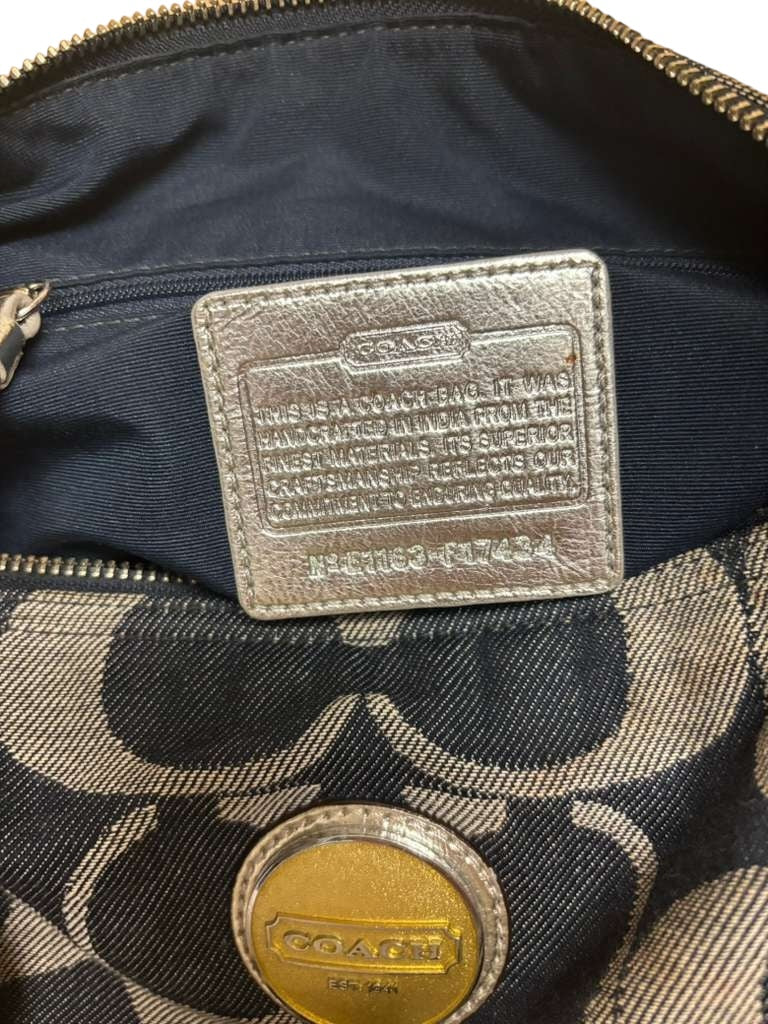 COACH
THIS IS A COACH BAG. IT WAS
HANDCRAFTED IN INDIA FROM THE
FINEST MATERIALS. ITS SUPERIOR
CRAFTSMANSHIP REFLECTS OUR
COMMITMENT TO ENDURING QUALITY.
Nº E1163-F17434
COACH
EST. 1941